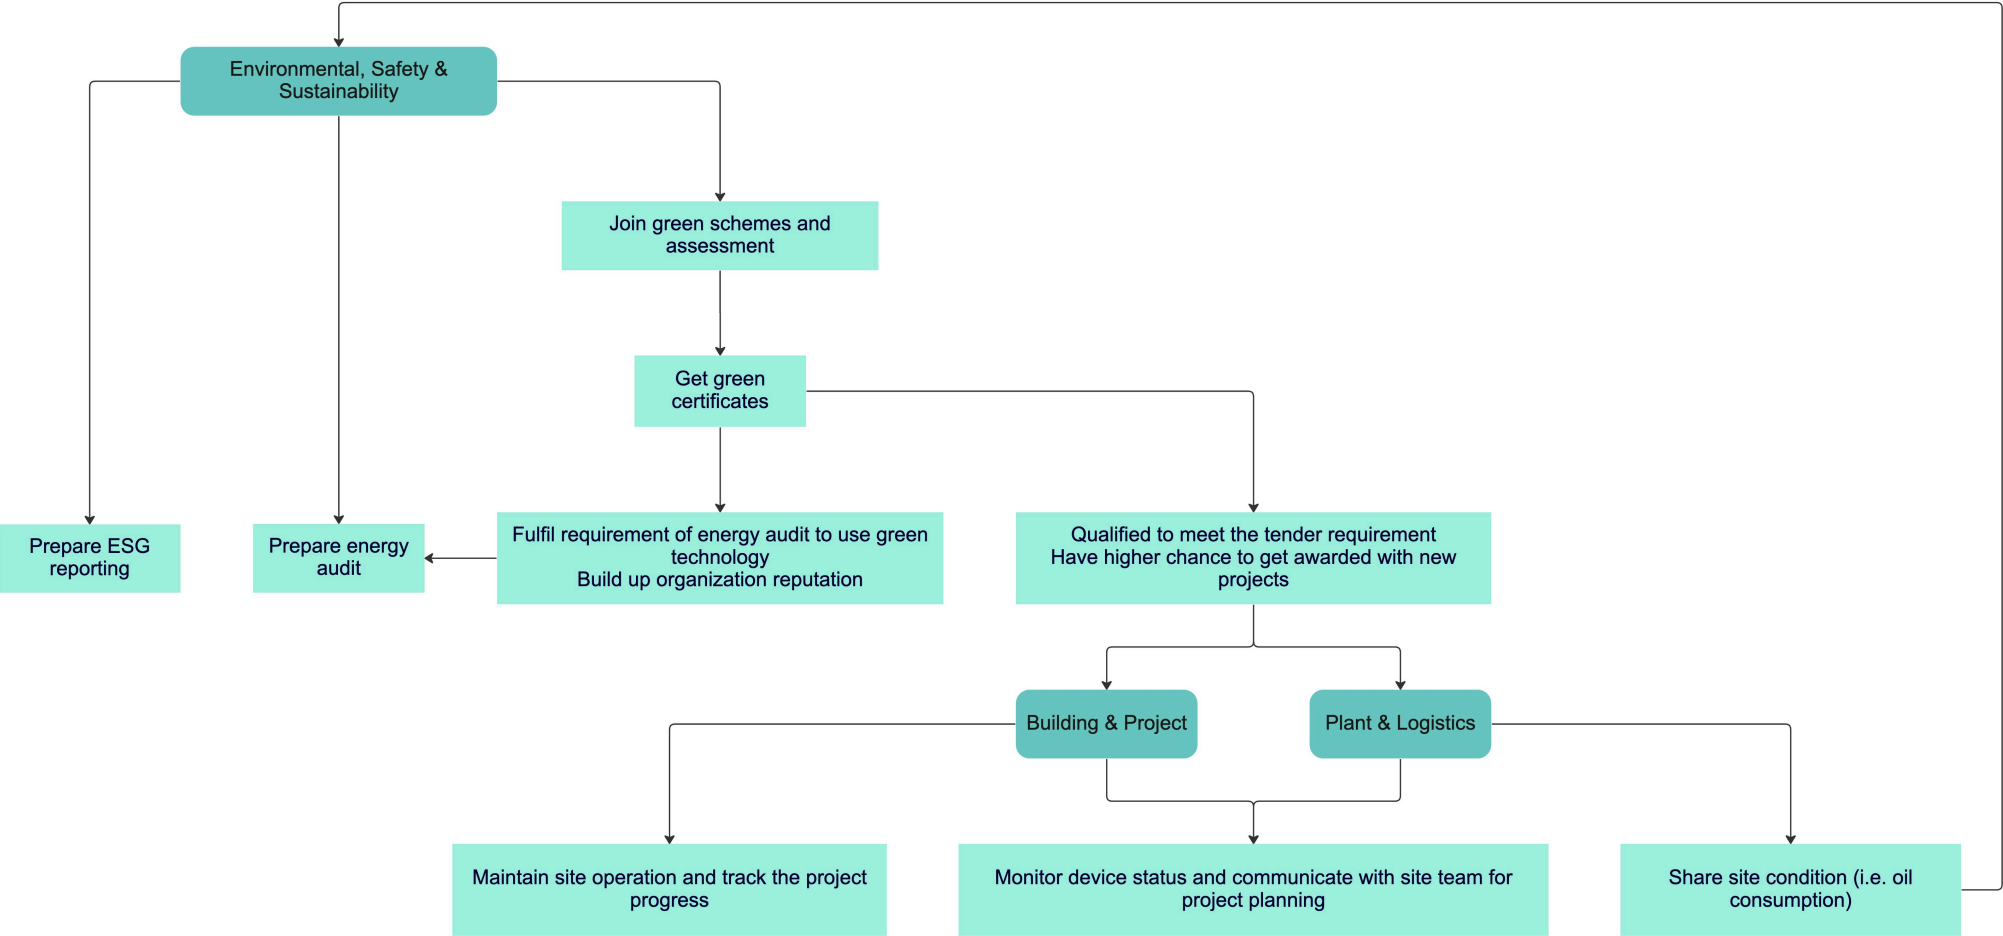 Environmental, Safety &
Sustainability
Join green schemes and
assessment
Get green
certificates
Prepare ESG
reporting
Prepare energy
audit
Fulfil requirement of energy audit to use green
technology
Build up organization reputation
Qualified to meet the tender requirement
Have higher chance to get awarded with new
projects
Building & Project
Plant & Logistics
Maintain site operation and track the project
progress
Monitor device status and communicate with site team for
project planning
Share site condition (i.e. oil
consumption)